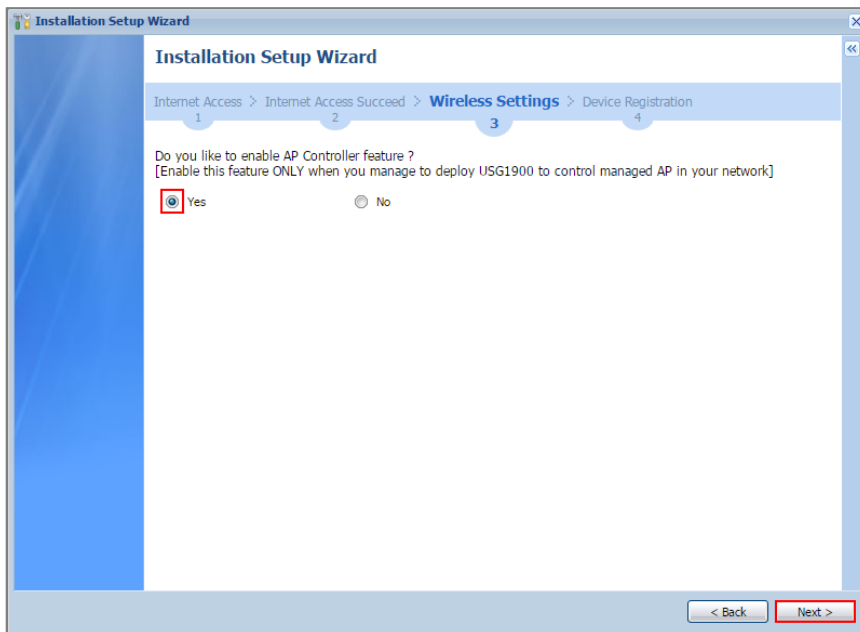 Installation Setup Wizard
Installation Setup Wizard
Internet Access > Internet Access Succeed > Wireless Settings > Device Registration
1 2 3 4
Do you like to enable AP Controller feature ?
[Enable this feature ONLY when you manage to deploy USG1900 to control managed AP in your network]
Yes No
< Back Next >